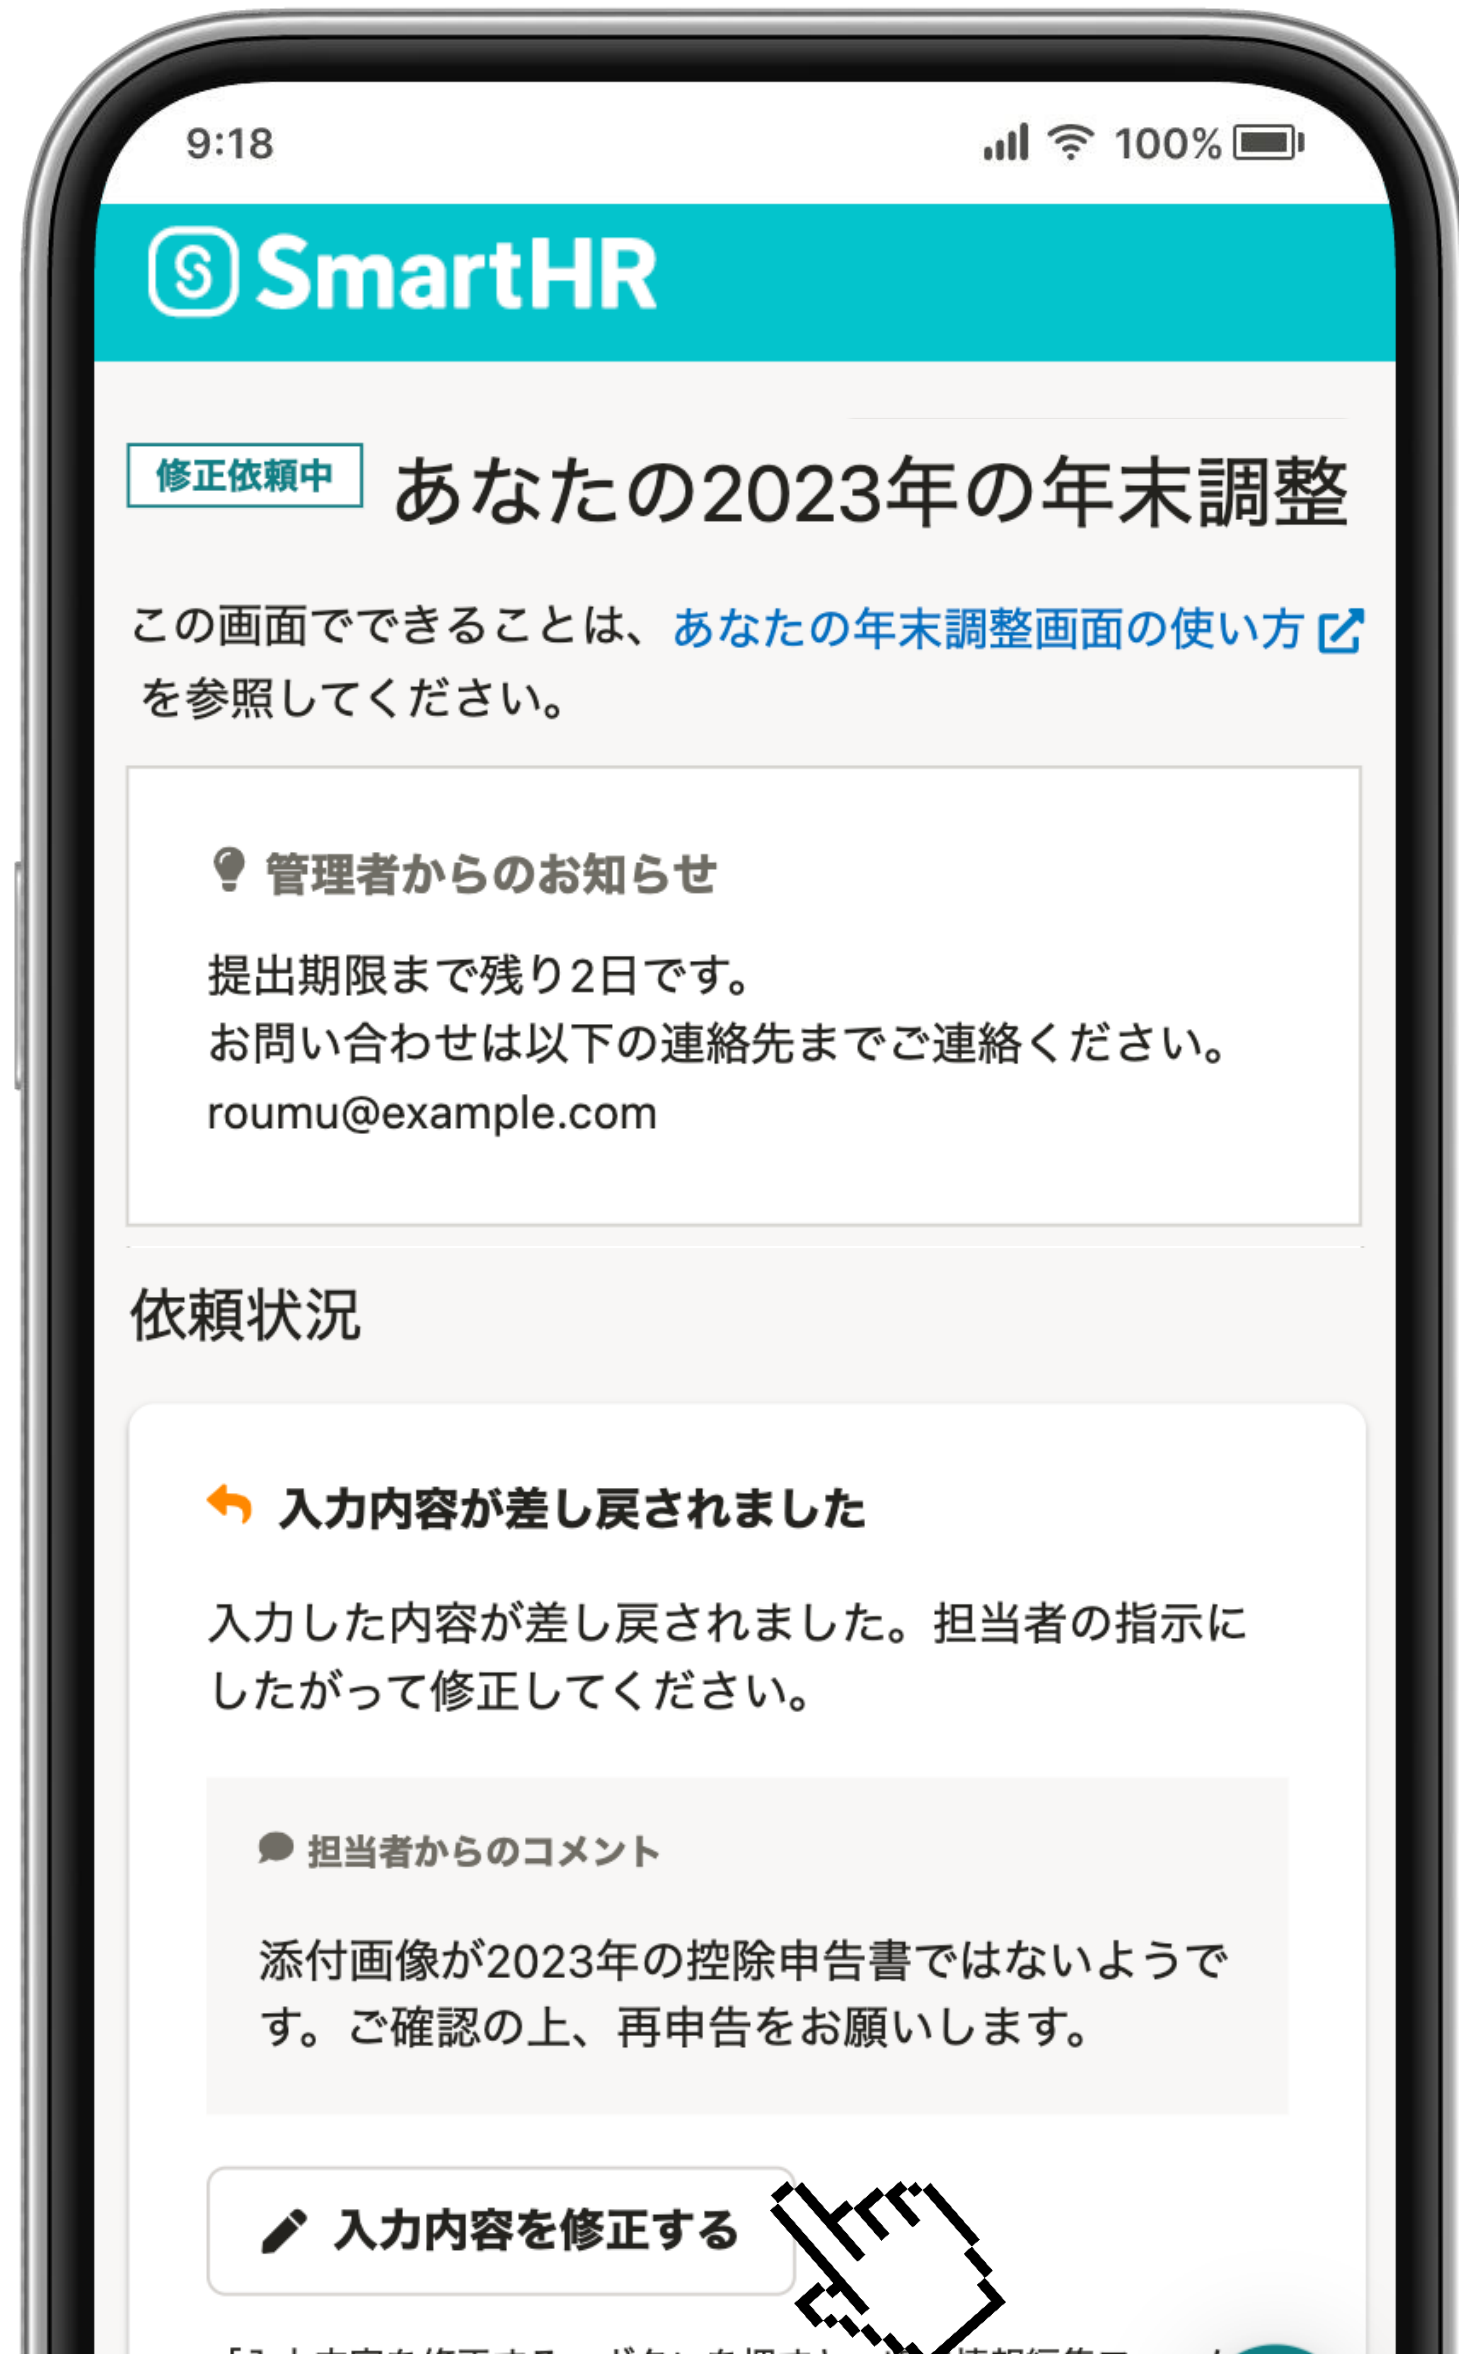 9:18
100%
SmartHR
修正依頼中 あなたの2023年の年末調整
この画面でできることは、あなたの年末調整画面の使い方
を参照してください。
管理者からのお知らせ
提出期限まで残り2日です。
お問い合わせは以下の連絡先までご連絡ください。
roumu@example.com
依頼状況
入力内容が差し戻されました
入力した内容が差し戻されました。担当者の指示に
したがって修正してください。
担当者からのコメント
添付画像が2023年の控除申告書ではないようで
す。ご確認の上、再申告をお願いします。
入力内容を修正する